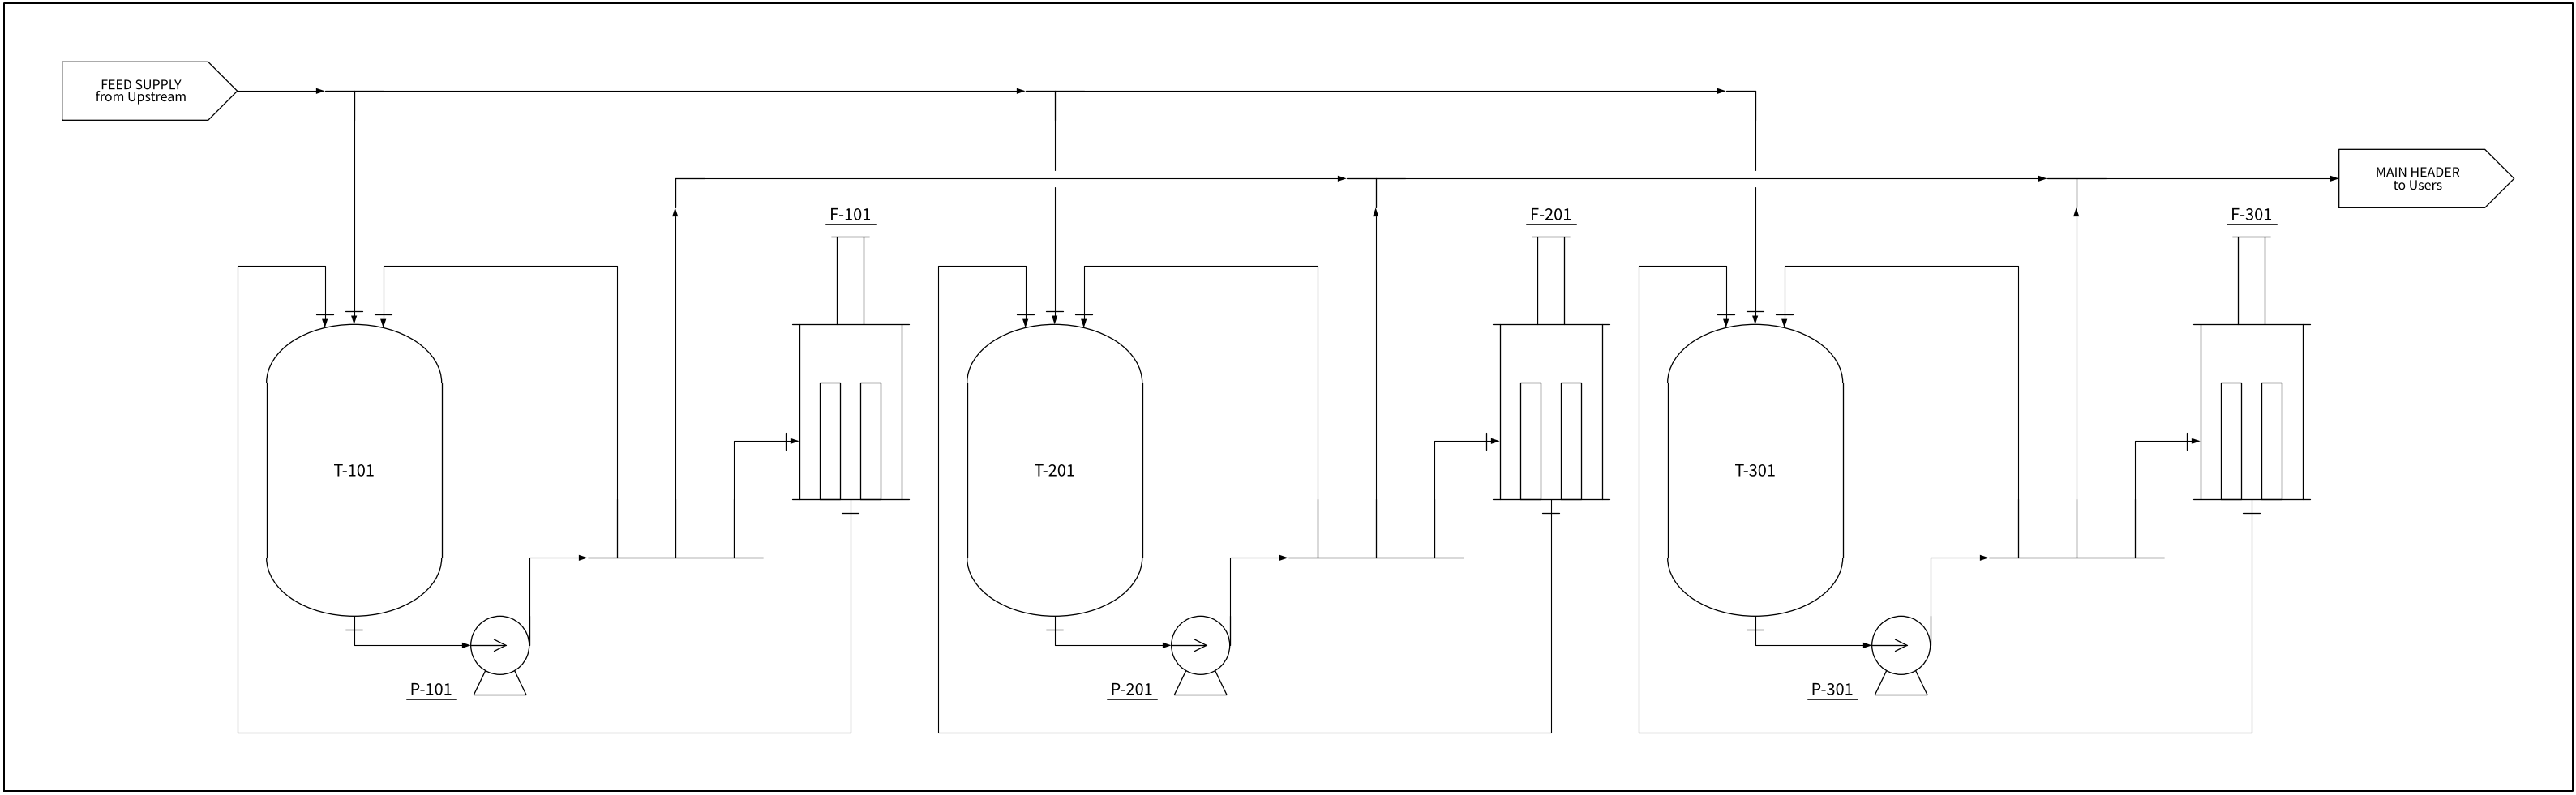 FEED SUPPLY
from Upstream
MAIN HEADER
to Users
F-101
F-201
F-301
T-101
T-201
T-301
P-101
P-201
P-301